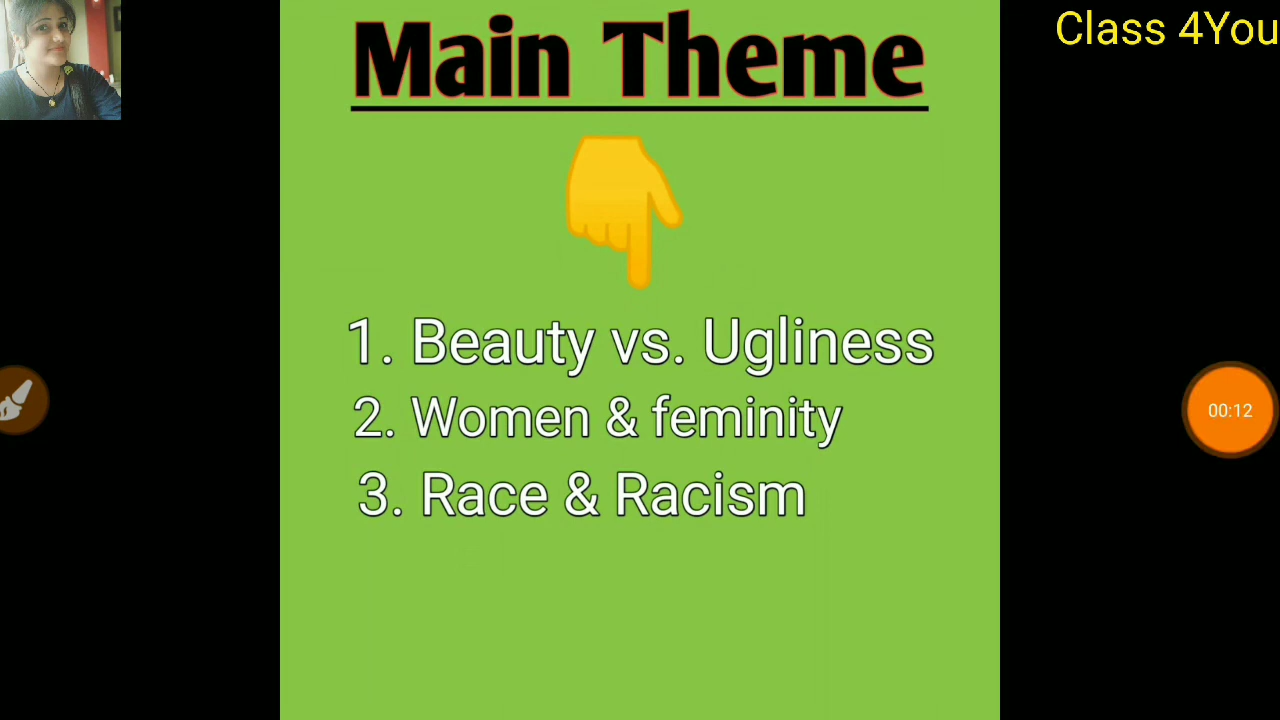 Main Theme
Class 4You
1. Beauty vs. Ugliness
2. Women & feminity
3. Race & Racism
00:12